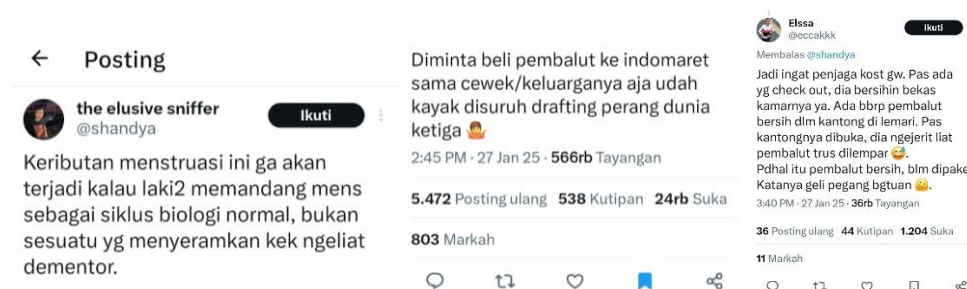 Posting
the elusive sniffer
@shandya
Ikuti
Keributan menstruasi ini ga akan
terjadi kalau laki2 memandang mens
sebagai siklus biologi normal, bukan
sesuatu yg menyeramkan kek ngeliat
dementor.
Diminta beli pembalut ke indomaret
sama cewek/keluarganya aja udah
kayak disuruh drafting perang dunia
ketiga 🤷
2:45 PM · 27 Jan 25 · 566rb Tayangan
5.472 Posting ulang 538 Kutipan 24rb Suka
803 Markah
Elssa
@eccakkk
Ikuti
Membalas @shandya
Jadi ingat penjaga kost gw. Pas ada
yg check out, dia bersihin bekas
kamarnya ya. Ada bbrp pembalut
bersih dlm kantong di lemari. Pas
kantongnya dibuka, dia ngejerit liat
pembalut trus dilempar 😅.
Pdhal itu pembalut bersih, blm dipake
Katanya geli pegang bgtuan 🫠.
3:40 PM · 27 Jan 25 · 36rb Tayangan
36 Posting ulang 44 Kutipan 1.204 Suka
11 Markah